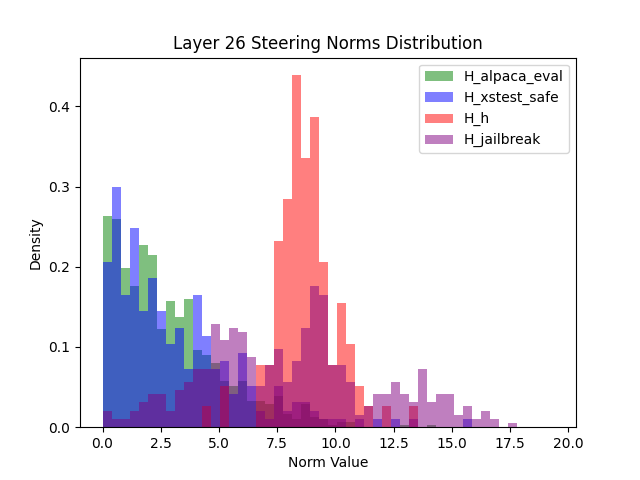 Layer 26 Steering Norms Distribution
H_alpaca_eval
H_xstest_safe
H_h
H_jailbreak
Density
0.4
0.3
0.2
0.1
0.0
0.0 2.5 5.0 7.5 10.0 12.5 15.0 17.5 20.0
Norm Value